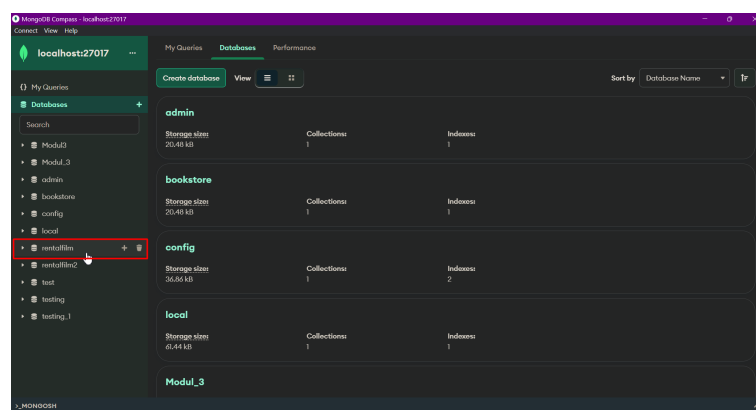 MongoDB Compass - localhost:27017
Connect View Help
localhost:27017 ...
My Queries Databases Performance
{} My Queries
Databases +
Search
Modul3
Modul_3
admin
bookstore
config
local
rentalfilm +
rentalfilm2
test
testing
testing_1
Create database View
Sort by Database Name
admin
Storage size: Collections: Indexes:
20.48 kB 1 1
bookstore
Storage size: Collections: Indexes:
20.48 kB 1 1
config
Storage size: Collections: Indexes:
36.86 kB 1 2
local
Storage size: Collections: Indexes:
61.44 kB 1 1
Modul_3
>_MONGOSH